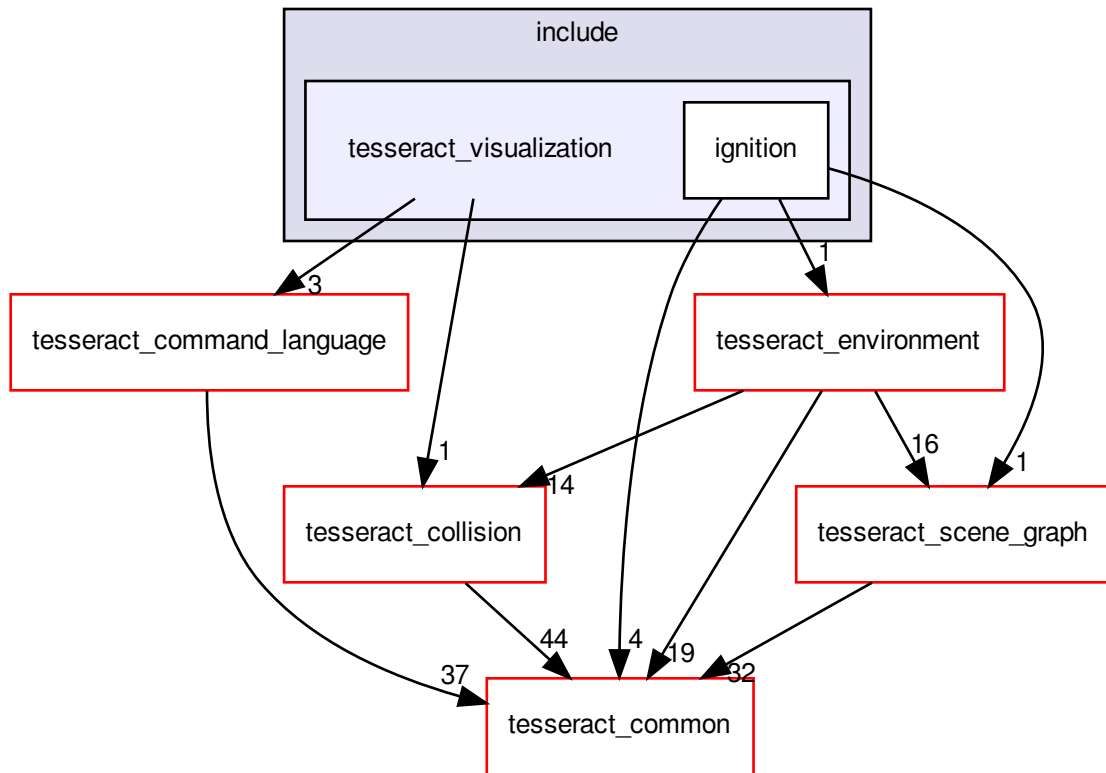 include
tesseract_visualization
ignition
1
3
tesseract_command_language
tesseract_environment
1
14
16
1
tesseract_collision
tesseract_scene_graph
44
4
19
32
37
tesseract_common